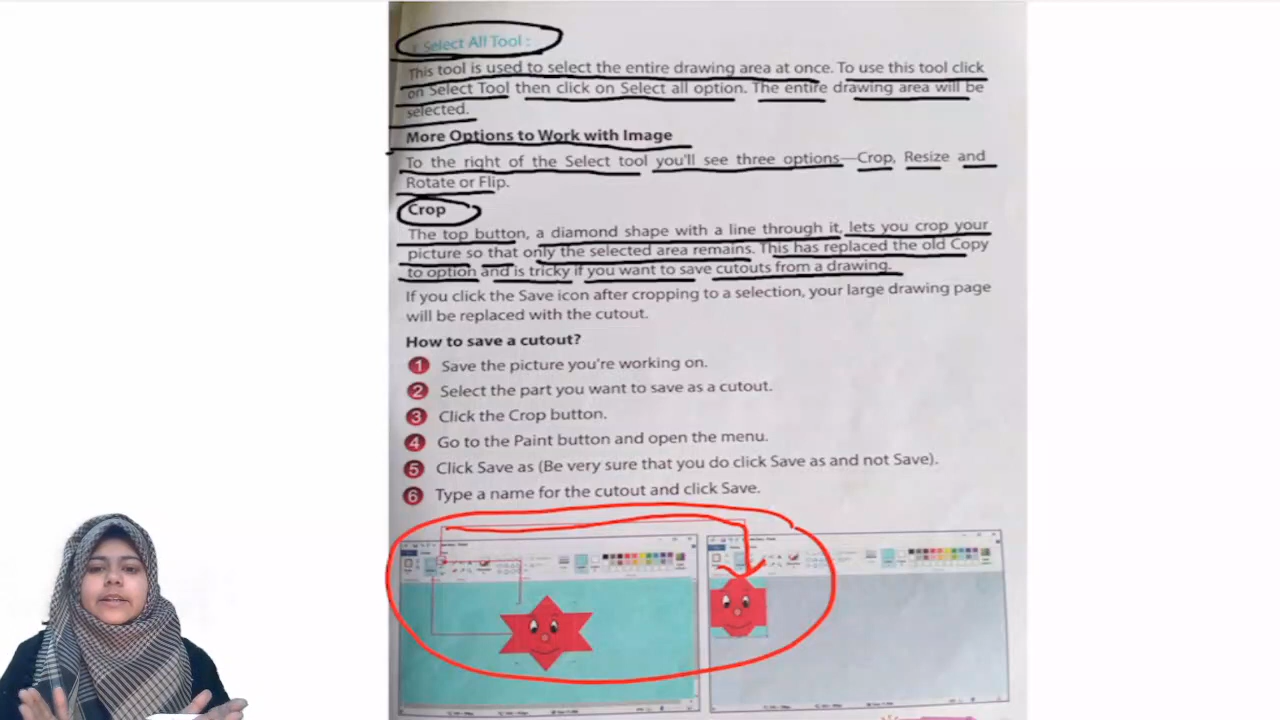 Select All Tool :
This tool is used to select the entire drawing area at once. To use this tool click
on Select Tool then click on Select all option. The entire drawing area will be
selected.
More Options to Work with Image
To the right of the Select tool you'll see three options—Crop, Resize and
Rotate or Flip.
Crop
The top button, a diamond shape with a line through it, lets you crop your
picture so that only the selected area remains. This has replaced the old Copy
to option and is tricky if you want to save cutouts from a drawing.
If you click the Save icon after cropping to a selection, your large drawing page
will be replaced with the cutout.
How to save a cutout?
1 Save the picture you're working on.
2 Select the part you want to save as a cutout.
3 Click the Crop button.
4 Go to the Paint button and open the menu.
5 Click Save as (Be very sure that you do click Save as and not Save).
6 Type a name for the cutout and click Save.